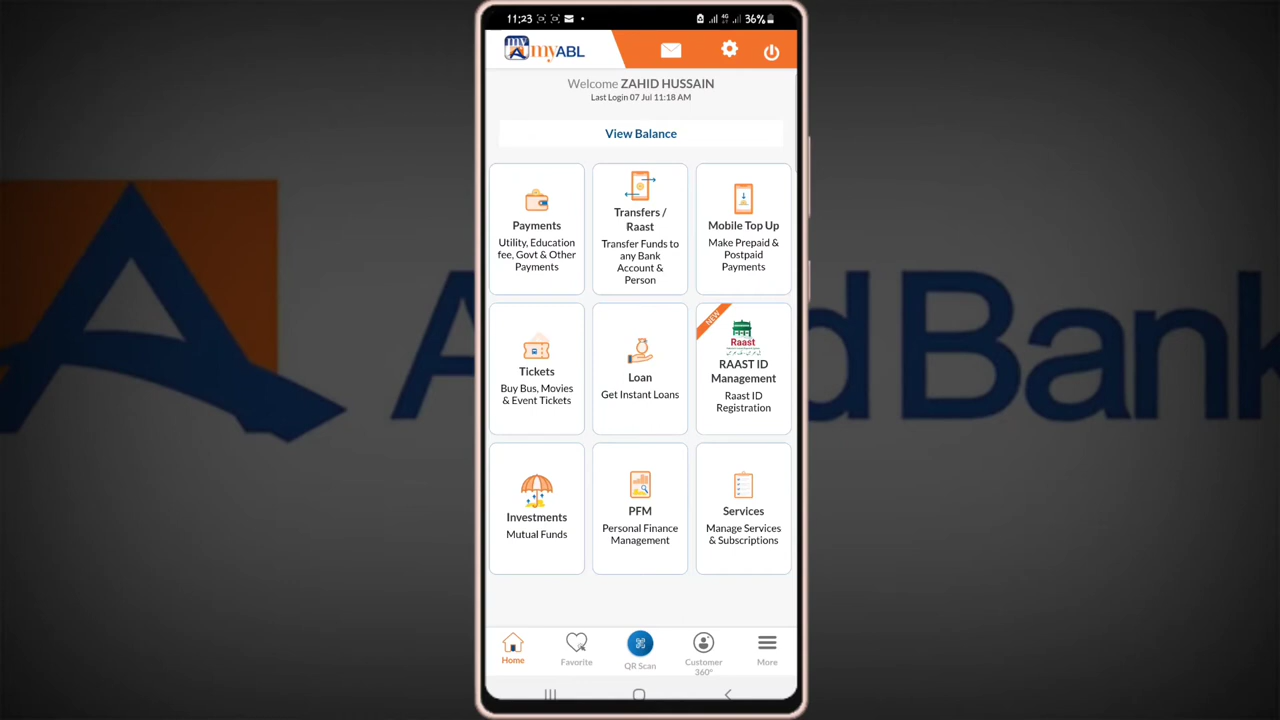 11:23
4G 36%
my
myABL
Welcome ZAHID HUSSAIN
Last Login 07 Jul 11:18 AM
View Balance
Payments
Utility, Education
fee, Govt & Other
Payments
Transfers /
Raast
Transfer Funds to
any Bank
Account &
Person
Mobile Top Up
Make Prepaid &
Postpaid
Payments
Tickets
Buy Bus, Movies
& Event Tickets
Loan
Get Instant Loans
NEW
Raast
RAAST ID
Management
Raast ID
Registration
Investments
Mutual Funds
PFM
Personal Finance
Management
Services
Manage Services
& Subscriptions
Home
Favorite
QR Scan
Customer
360°
More
A
d Bank